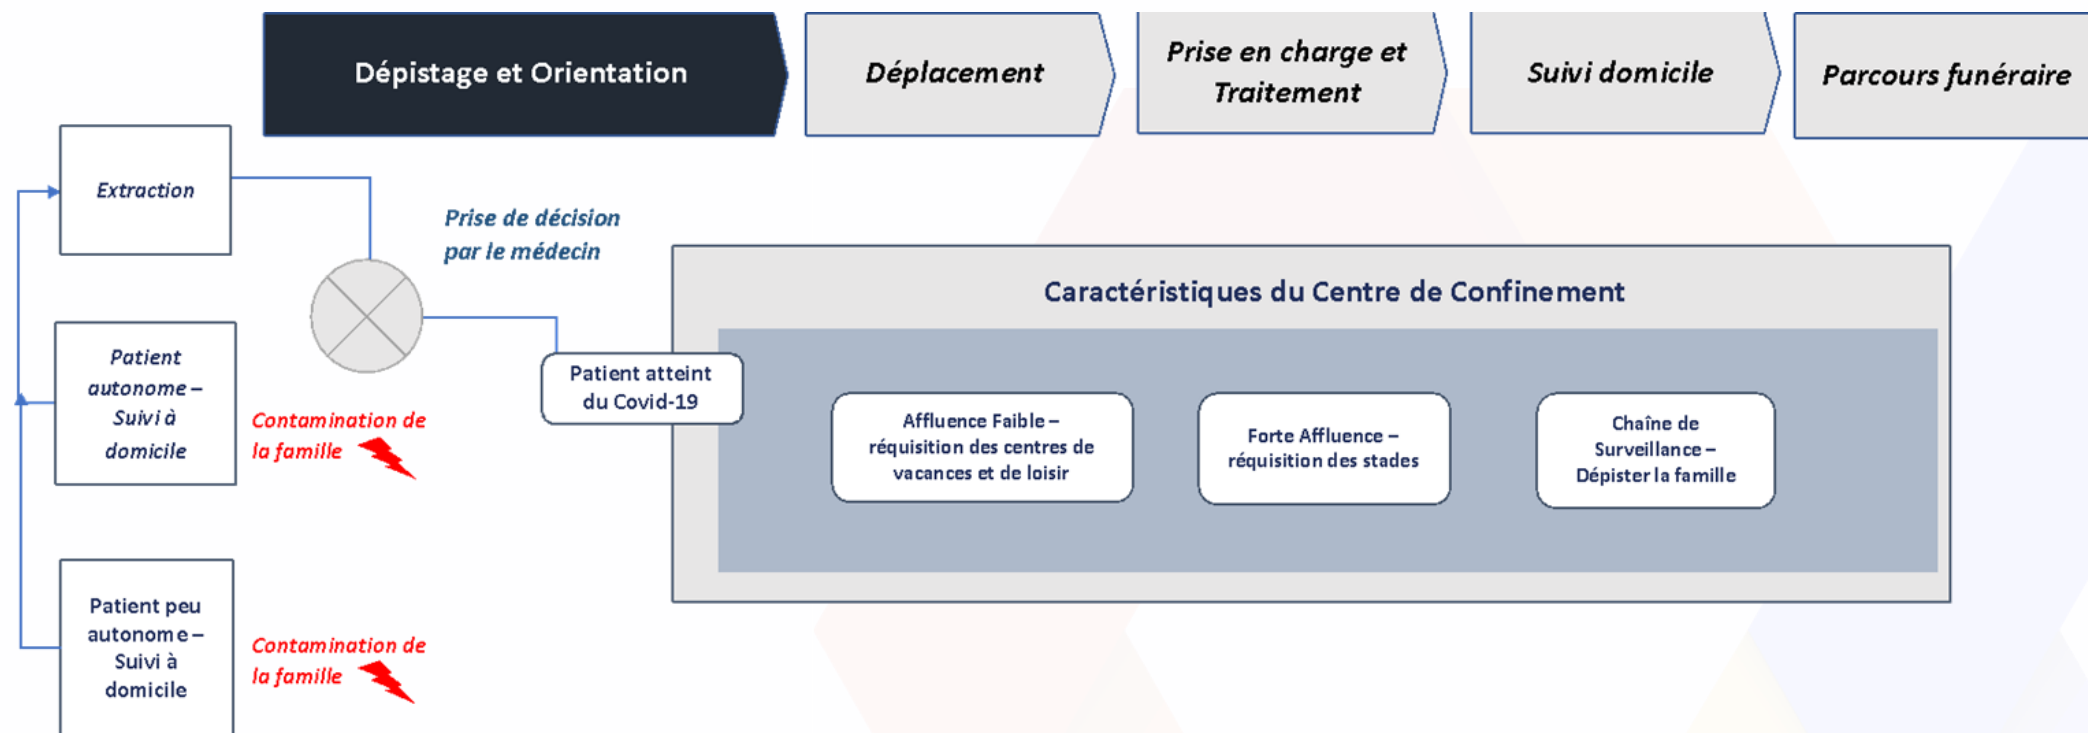 Dépistage et Orientation
Déplacement
Prise en charge et
Traitement
Suivi domicile
Parcours funéraire
Extraction
Prise de décision
par le médecin
Caractéristiques du Centre de Confinement
Patient
autonome –
Suivi à
domicile
Contamination de
la famille
Patient atteint
du Covid-19
Affluence Faible –
réquisition des centres de
vacances et de loisir
Forte Affluence –
réquisition des stades
Chaîne de
Surveillance –
Dépister la famille
Patient peu
autonome –
Suivi à
domicile
Contamination de
la famille